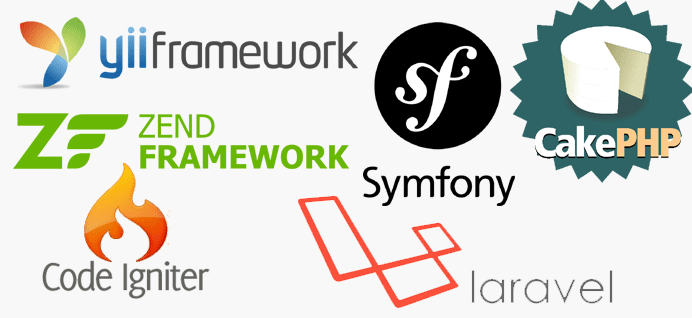 yiiframework
sf
Symfony
CakePHP
ZF
ZEND
FRAMEWORK
Code Igniter
laravel